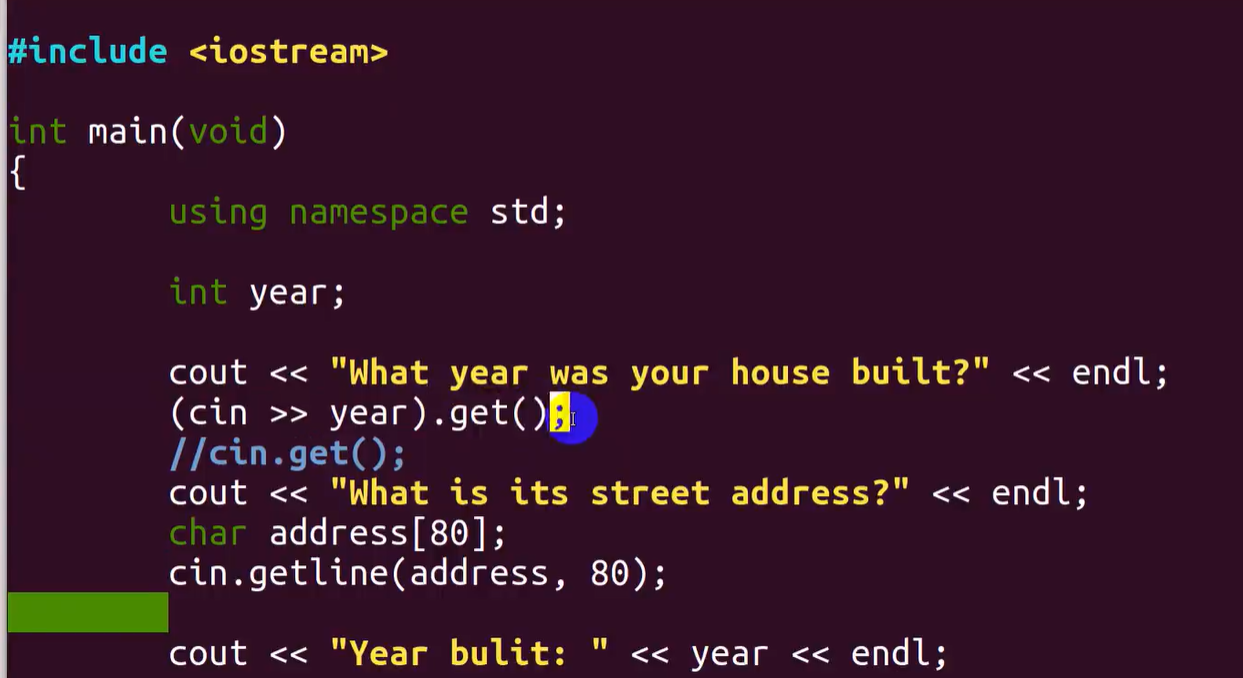 #include <iostream>
int main(void)
{
using namespace std;
int year;
cout << "What year was your house built?" << endl;
(cin >> year).get();
//cin.get();
cout << "What is its street address?" << endl;
char address[80];
cin.getline(address, 80);
cout << "Year bulit: " << year << endl;